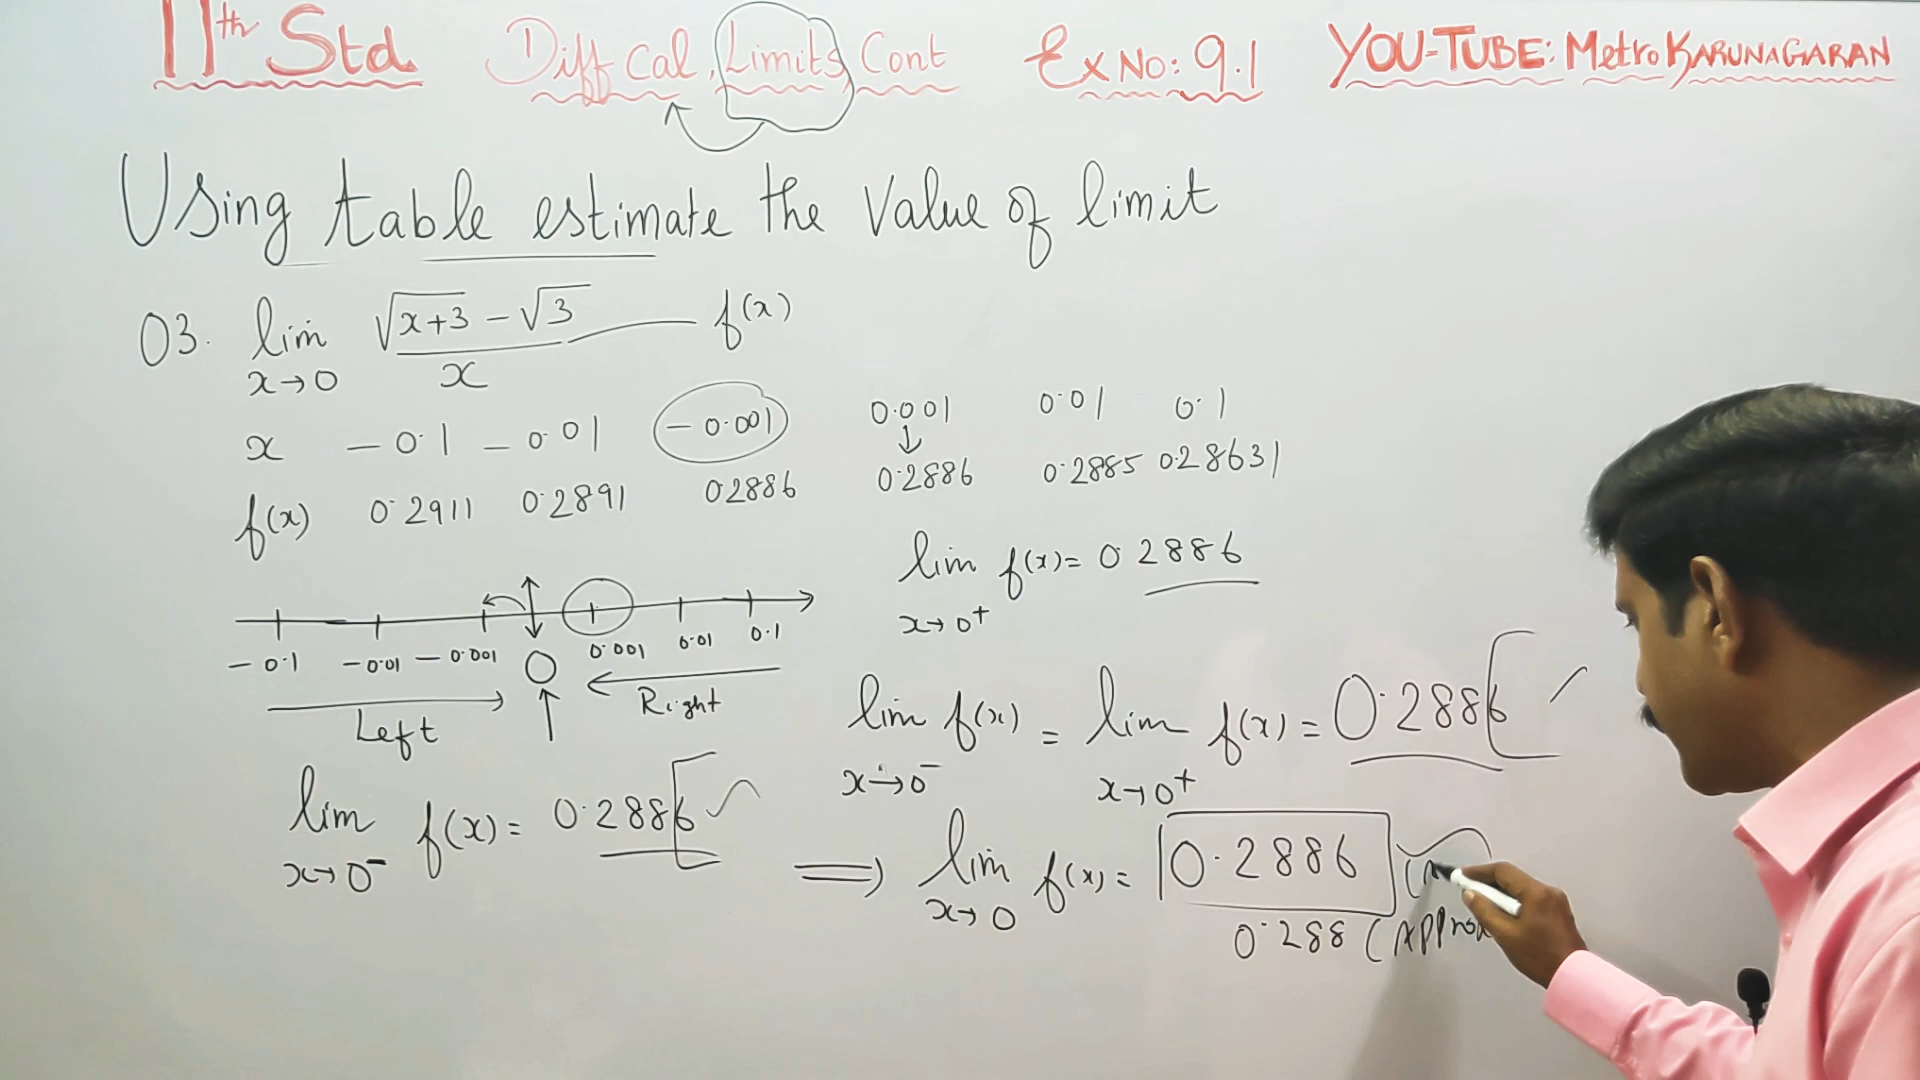 11th Std Diff Cal, Limits, Cont Ex No: 9.1 YOU-TUBE: Metro KARUNAGARAN
Using table estimate the value of limit
03. lim x→0 (√x+3 − √3)/x f(x)
x −0.1 −0.01 −0.001 0.001 0.01 0.1
f(x) 0.2911 0.2891 0.2886 0.2886 0.2885 0.28631
lim x→0⁺ f(x) = 0.2886
−0.1 −0.01 −0.001 0 0.001 0.01 0.1
Left Right
lim x→0⁻ f(x) = 0.2886
lim x→0⁻ f(x) = lim x→0⁺ f(x) = 0.2886
⟹ lim x→0 f(x) = 0.2886
0.288 (Approx